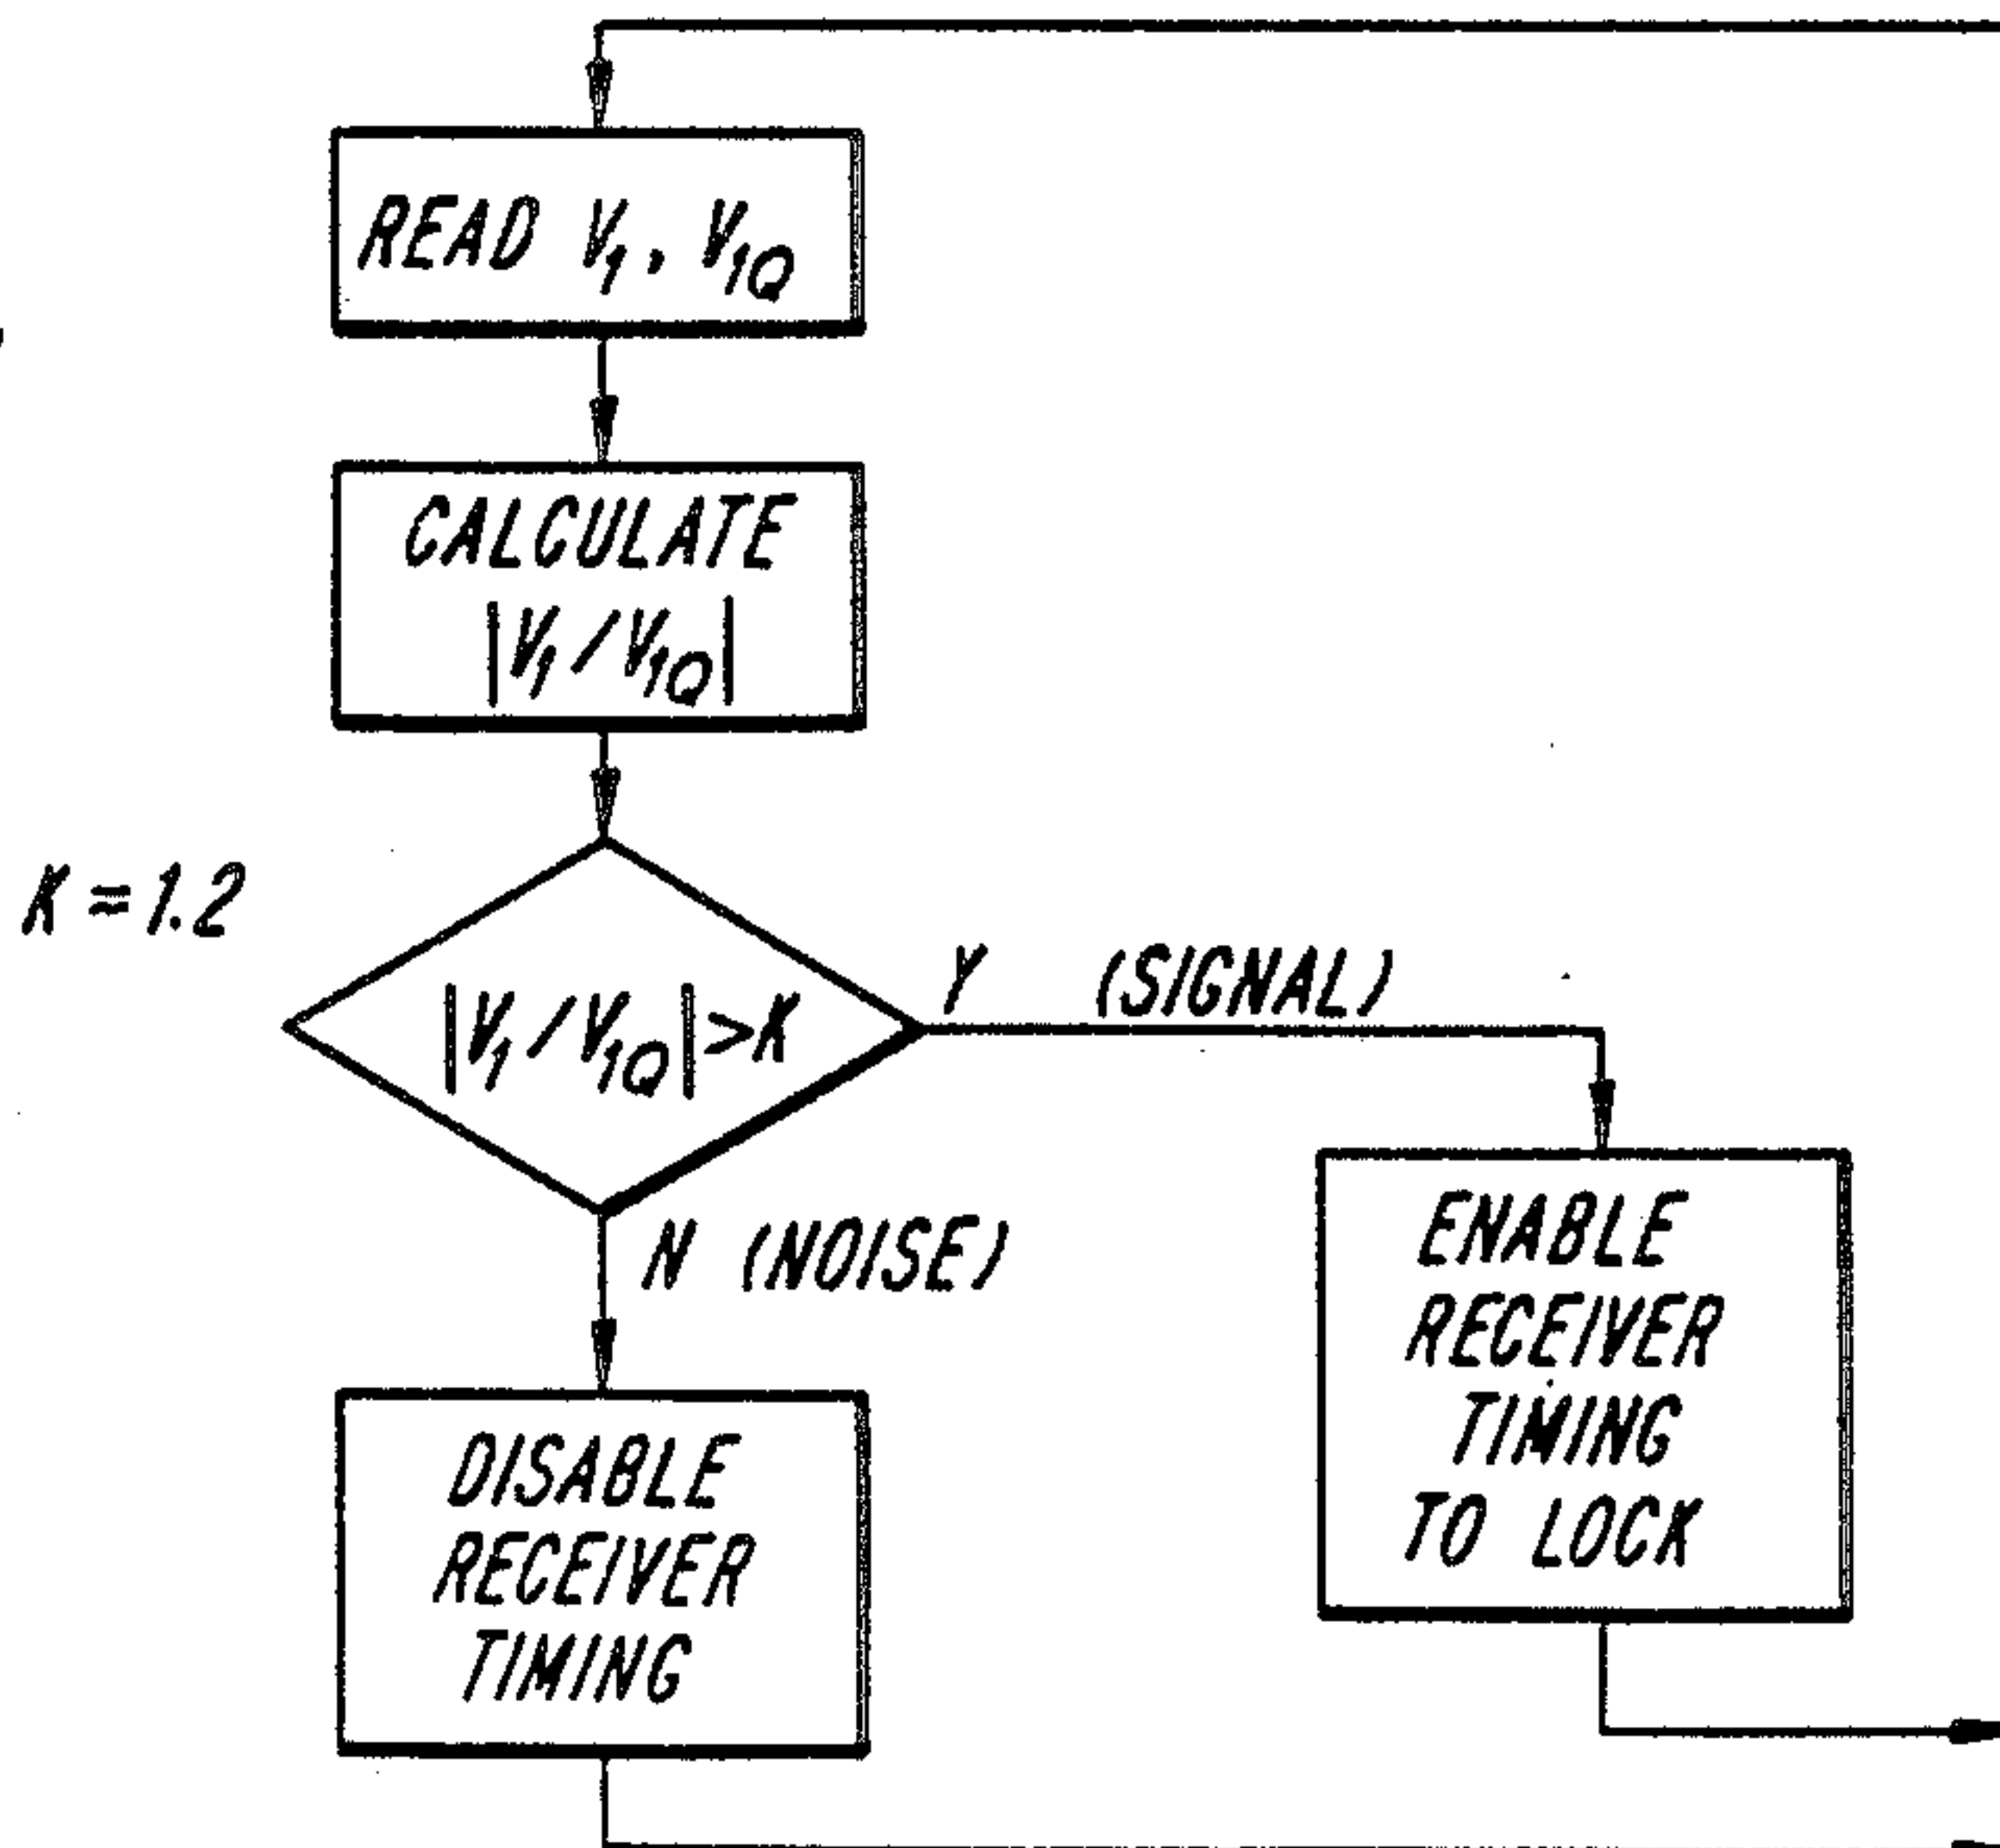 READ V₁, V₁Q
CALCULATE
|V₁/V₁Q|
K=1.2
|V₁/V₁Q|>K
Y (SIGNAL)
N (NOISE)
ENABLE
RECEIVER
TIMING
TO LOCK
DISABLE
RECEIVER
TIMING